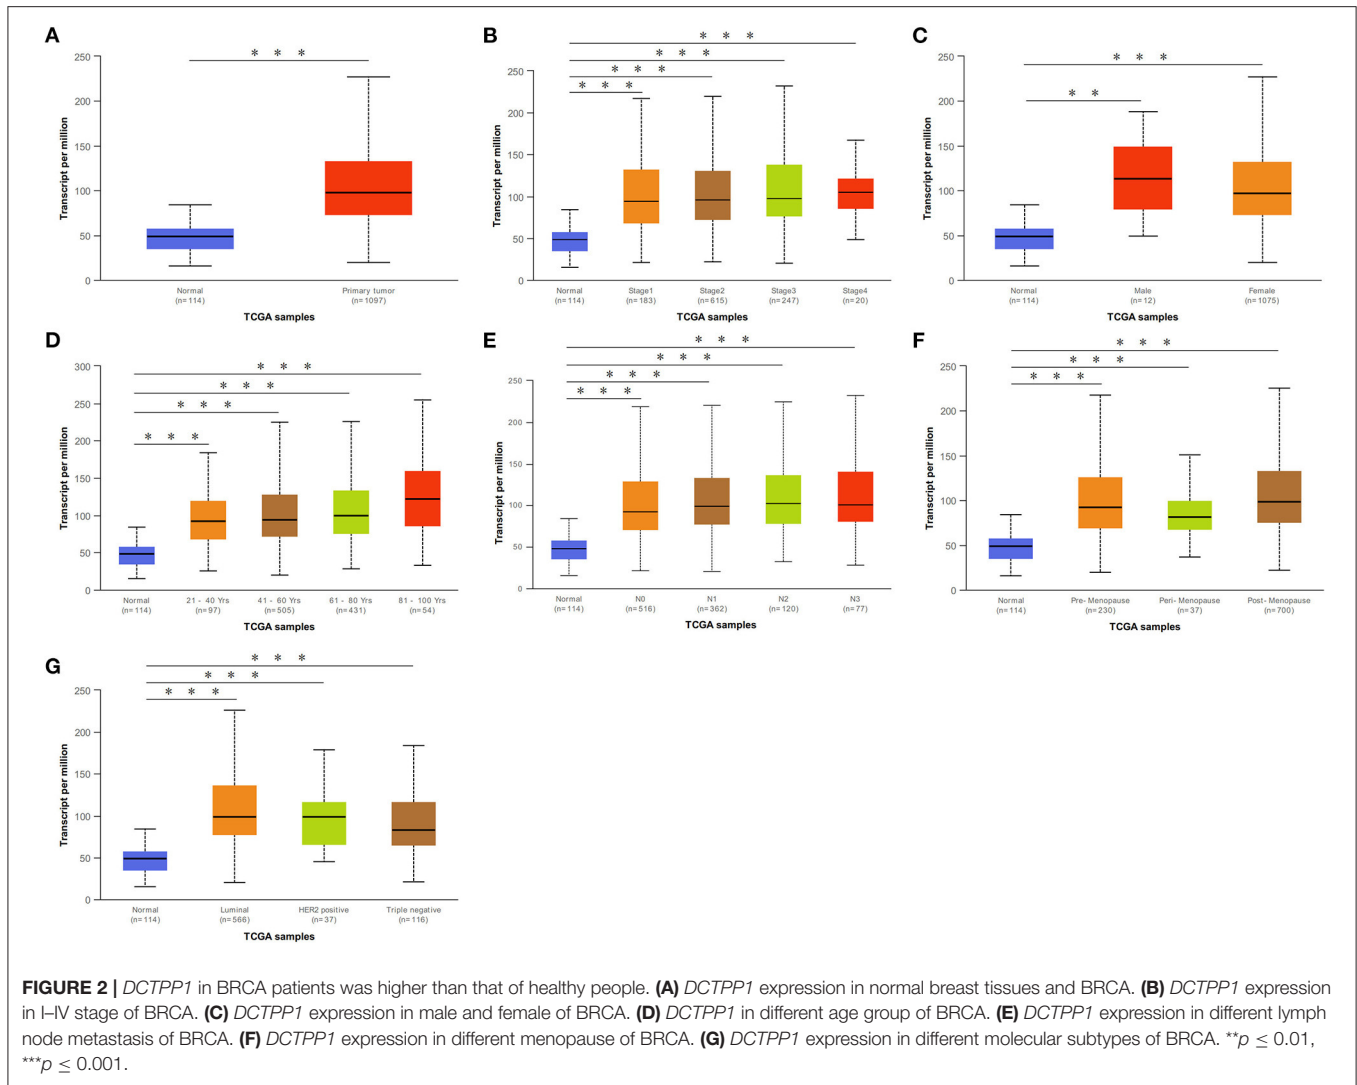 A
* * *
250
200
150
100
50
0
Transcript per million
Normal
(n=114)
Primary tumor
(n=1097)
TCGA samples
B
* * *
* * *
* * *
* * *
250
200
150
100
50
0
Transcript per million
Normal
(n=114)
Stage1
(n=183)
Stage2
(n=615)
Stage3
(n=247)
Stage4
(n=20)
TCGA samples
C
* * *
* *
250
200
150
100
50
0
Transcript per million
Normal
(n=114)
Male
(n=12)
Female
(n=1075)
TCGA samples
D
* * *
* * *
* * *
* * *
300
250
200
150
100
50
0
Transcript per million
Normal
(n=114)
21 - 40 Yrs
(n=97)
41 - 60 Yrs
(n=505)
61 - 80 Yrs
(n=431)
81 - 100 Yrs
(n=54)
TCGA samples
E
* * *
* * *
* * *
* * *
250
200
150
100
50
0
Transcript per million
Normal
(n=114)
N0
(n=516)
N1
(n=362)
N2
(n=120)
N3
(n=77)
TCGA samples
F
* * *
* * *
* * *
250
200
150
100
50
0
Transcript per million
Normal
(n=114)
Pre-Menopause
(n=230)
Peri-Menopause
(n=37)
Post-Menopause
(n=700)
TCGA samples
G
* * *
* * *
* * *
250
200
150
100
50
0
Transcript per million
Normal
(n=114)
Luminal
(n=566)
HER2 positive
(n=37)
Triple negative
(n=116)
TCGA samples
FIGURE 2 | DCTPP1 in BRCA patients was higher than that of healthy people. (A) DCTPP1 expression in normal breast tissues and BRCA. (B) DCTPP1 expression
in I–IV stage of BRCA. (C) DCTPP1 expression in male and female of BRCA. (D) DCTPP1 in different age group of BRCA. (E) DCTPP1 expression in different lymph
node metastasis of BRCA. (F) DCTPP1 expression in different menopause of BRCA. (G) DCTPP1 expression in different molecular subtypes of BRCA. **p ≤ 0.01,
***p ≤ 0.001.